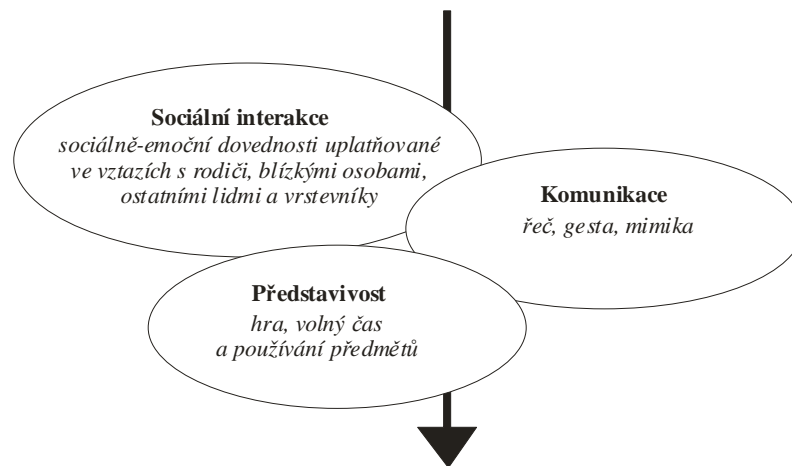 Sociální interakce
sociálně-emoční dovednosti uplatňované
ve vztazích s rodiči, blízkými osobami,
ostatními lidmi a vrstevníky
Komunikace
řeč, gesta, mimika
Představivost
hra, volný čas
a používání předmětů